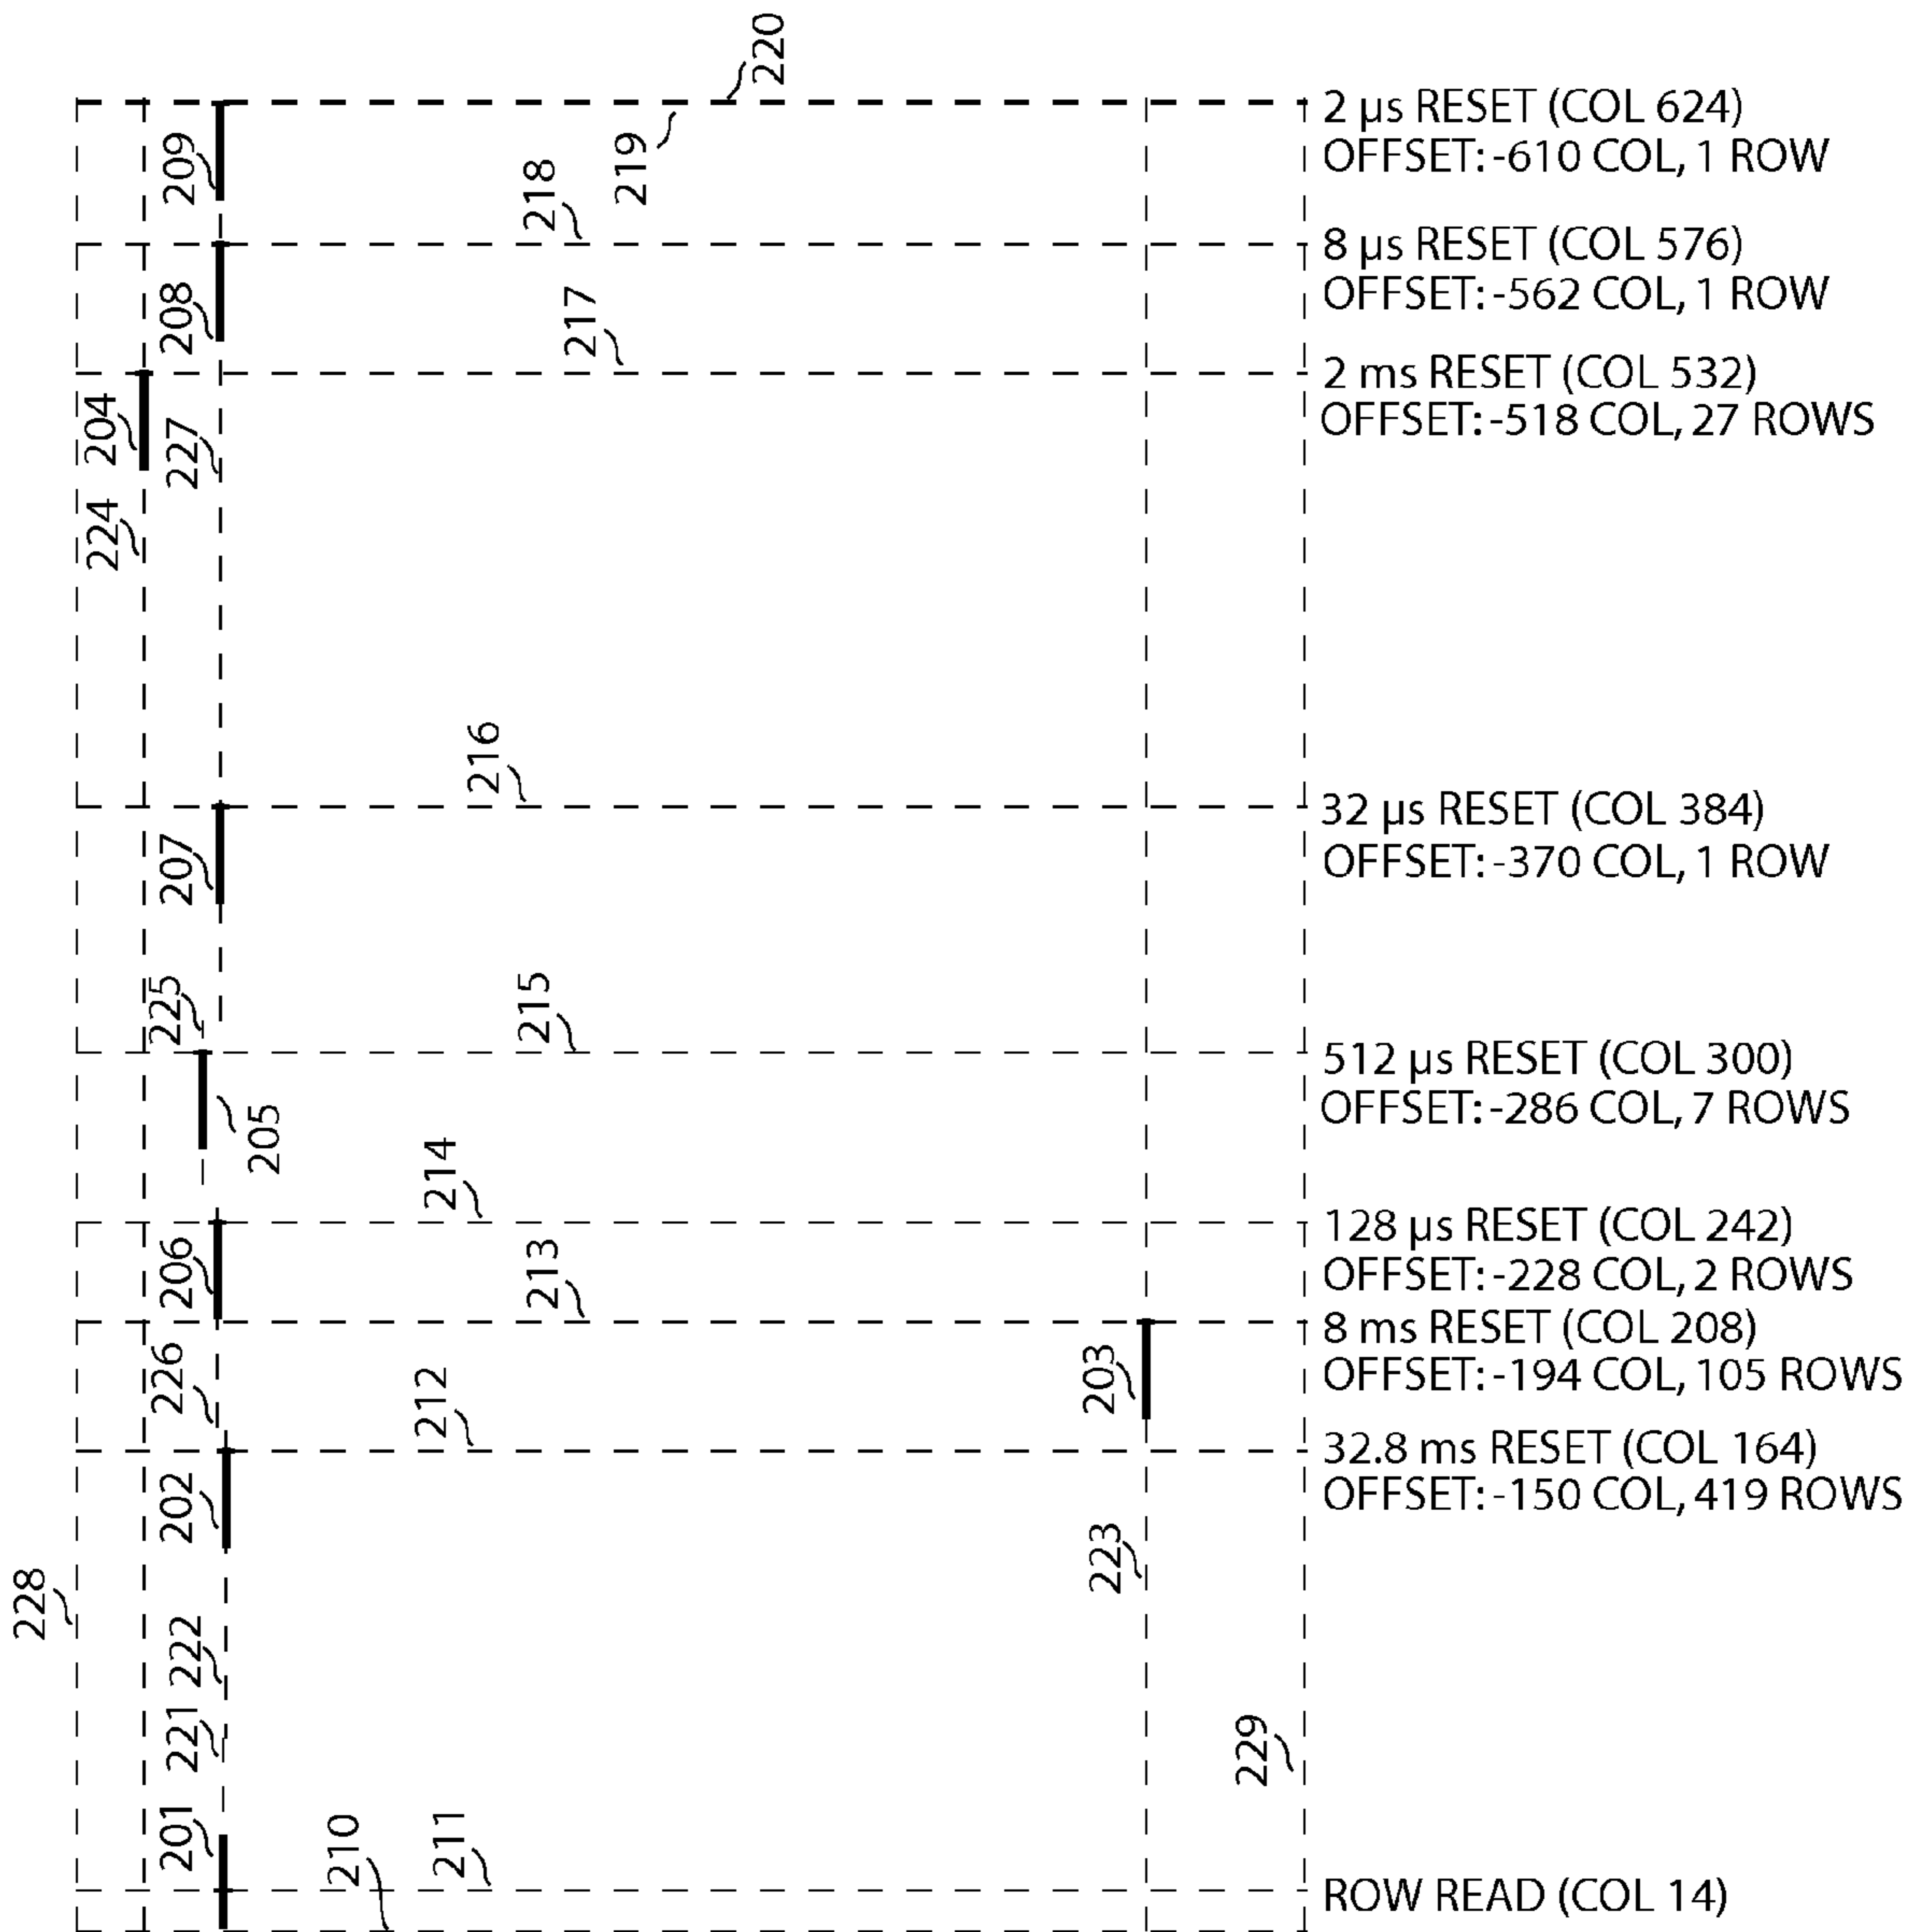 220
2 µs RESET (COL 624)
OFFSET: -610 COL, 1 ROW
209
219
218
8 µs RESET (COL 576)
OFFSET: -562 COL, 1 ROW
208
217
2 ms RESET (COL 532)
OFFSET: -518 COL, 27 ROWS
204
227
224
216
32 µs RESET (COL 384)
OFFSET: -370 COL, 1 ROW
207
225
215
512 µs RESET (COL 300)
OFFSET: -286 COL, 7 ROWS
205
214
128 µs RESET (COL 242)
OFFSET: -228 COL, 2 ROWS
206
213
8 ms RESET (COL 208)
OFFSET: -194 COL, 105 ROWS
226
212
203
32.8 ms RESET (COL 164)
OFFSET: -150 COL, 419 ROWS
202
223
228
222
221
229
201
210
211
ROW READ (COL 14)